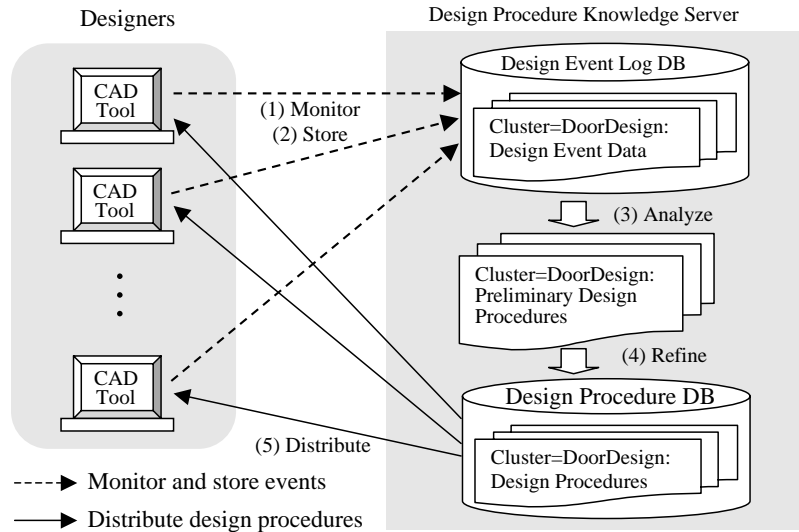 Designers
Design Procedure Knowledge Server
CAD
Tool
(1) Monitor
(2) Store
Design Event Log DB
Cluster=DoorDesign:
Design Event Data
CAD
Tool
(3) Analyze
Cluster=DoorDesign:
Preliminary Design
Procedures
(4) Refine
CAD
Tool
Design Procedure DB
(5) Distribute
Cluster=DoorDesign:
Design Procedures
Monitor and store events
Distribute design procedures